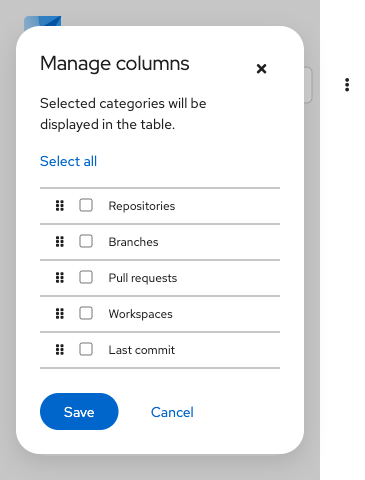 Manage columns
Selected categories will be
displayed in the table.
Select all
Repositories
Branches
Pull requests
Workspaces
Last commit
Save
Cancel